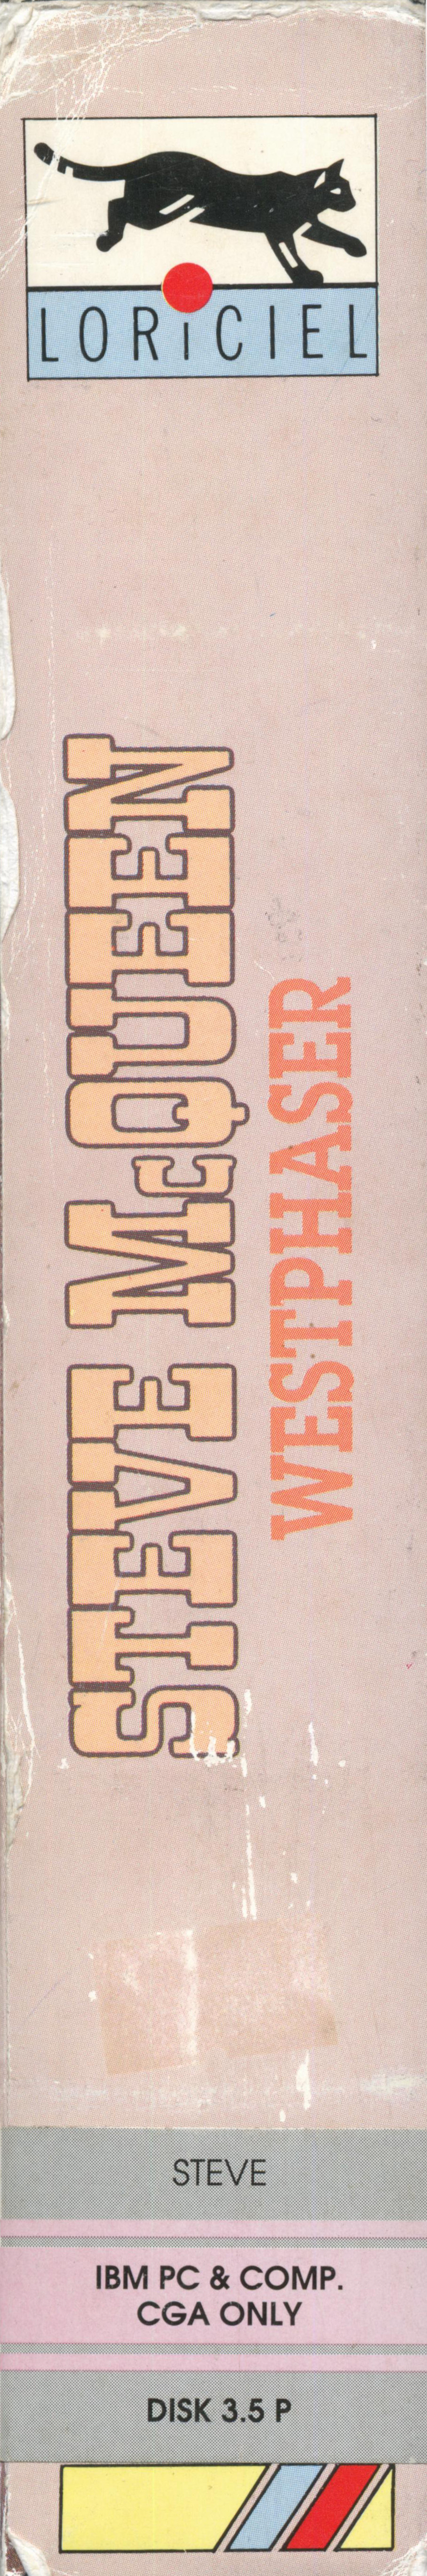 LORiCIEL
STEVE McQUEEN
WESTPHASER
STEVE
IBM PC & COMP.
CGA ONLY
DISK 3.5 P